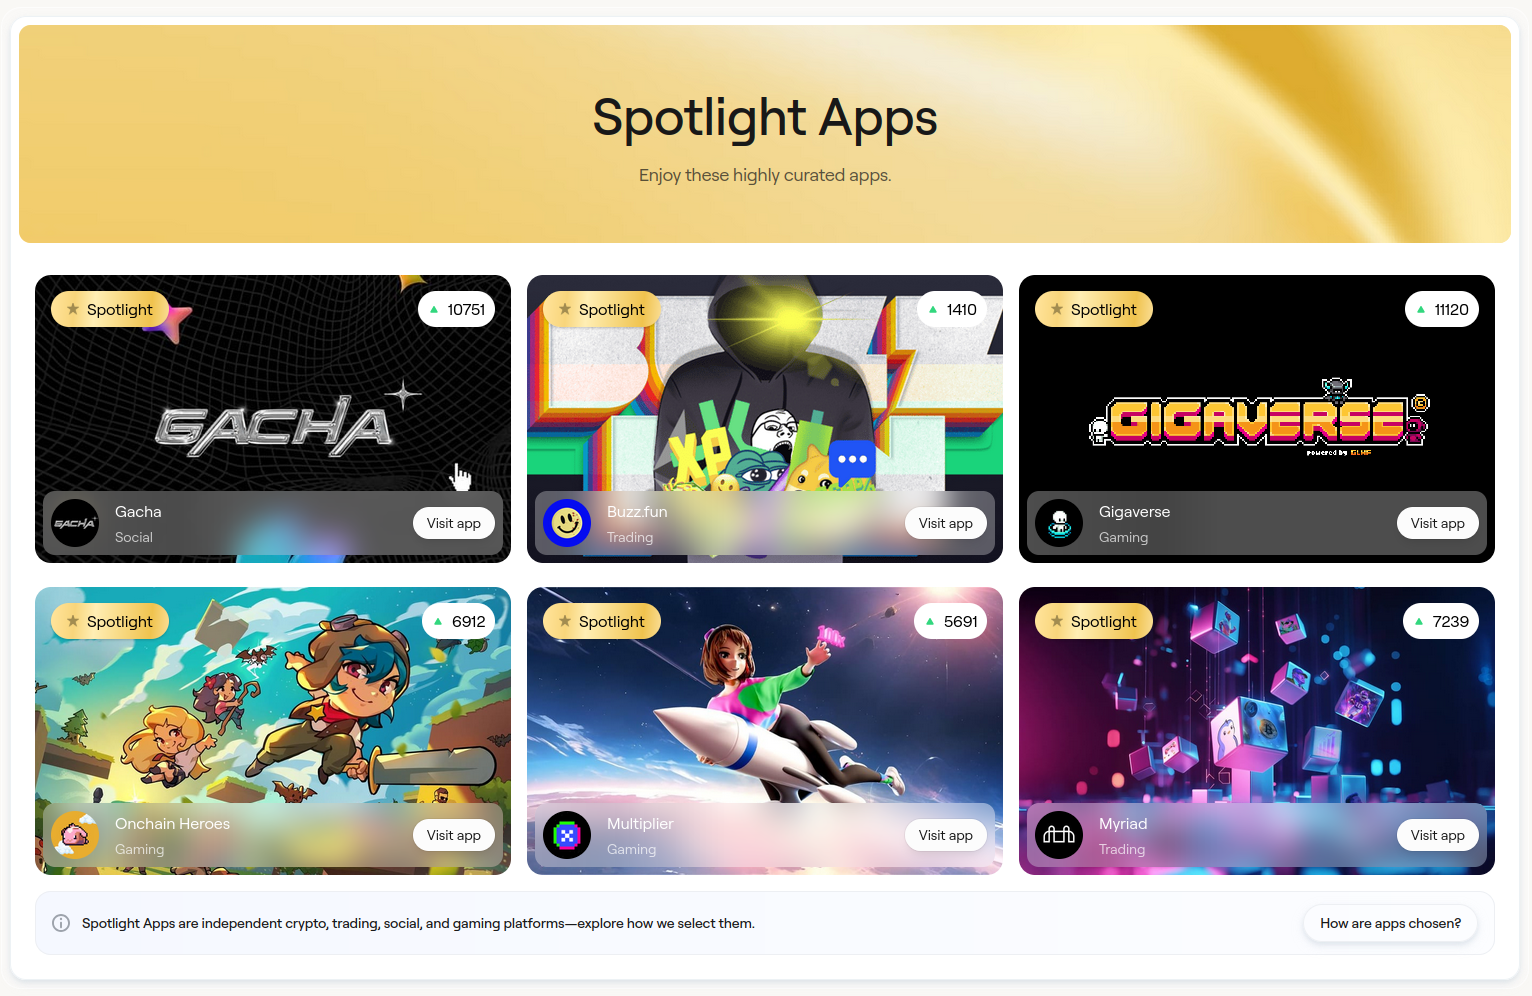 Spotlight Apps
Enjoy these highly curated apps.
Spotlight
10751
GACHA
GACHA
Gacha
Social
Visit app
Spotlight
1410
XP
Buzz.fun
Trading
Visit app
Spotlight
11120
GIGAVERSE
powered by GLHF
Gigaverse
Gaming
Visit app
Spotlight
6912
Onchain Heroes
Gaming
Visit app
Spotlight
5691
Multiplier
Gaming
Visit app
Spotlight
7239
Myriad
Trading
Visit app
Spotlight Apps are independent crypto, trading, social, and gaming platforms—explore how we select them.
How are apps chosen?